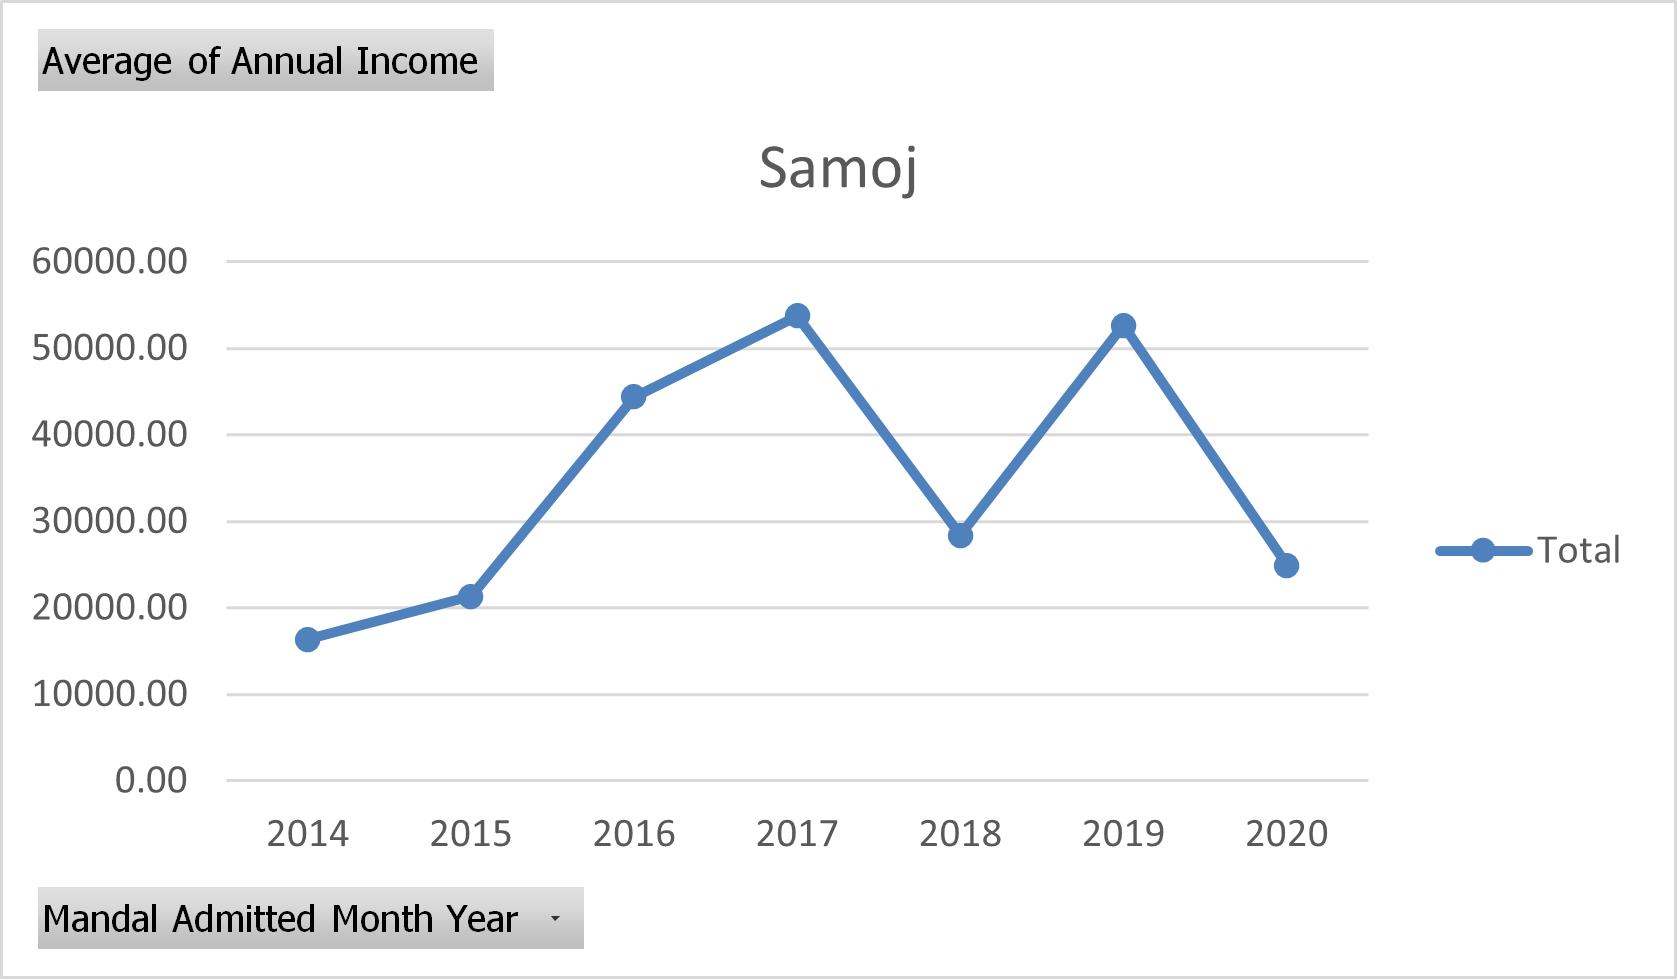 Average of Annual Income
Samoj
60000.00
50000.00
40000.00
30000.00
20000.00
10000.00
0.00
2014 2015 2016 2017 2018 2019 2020
Total
Mandal Admitted Month Year